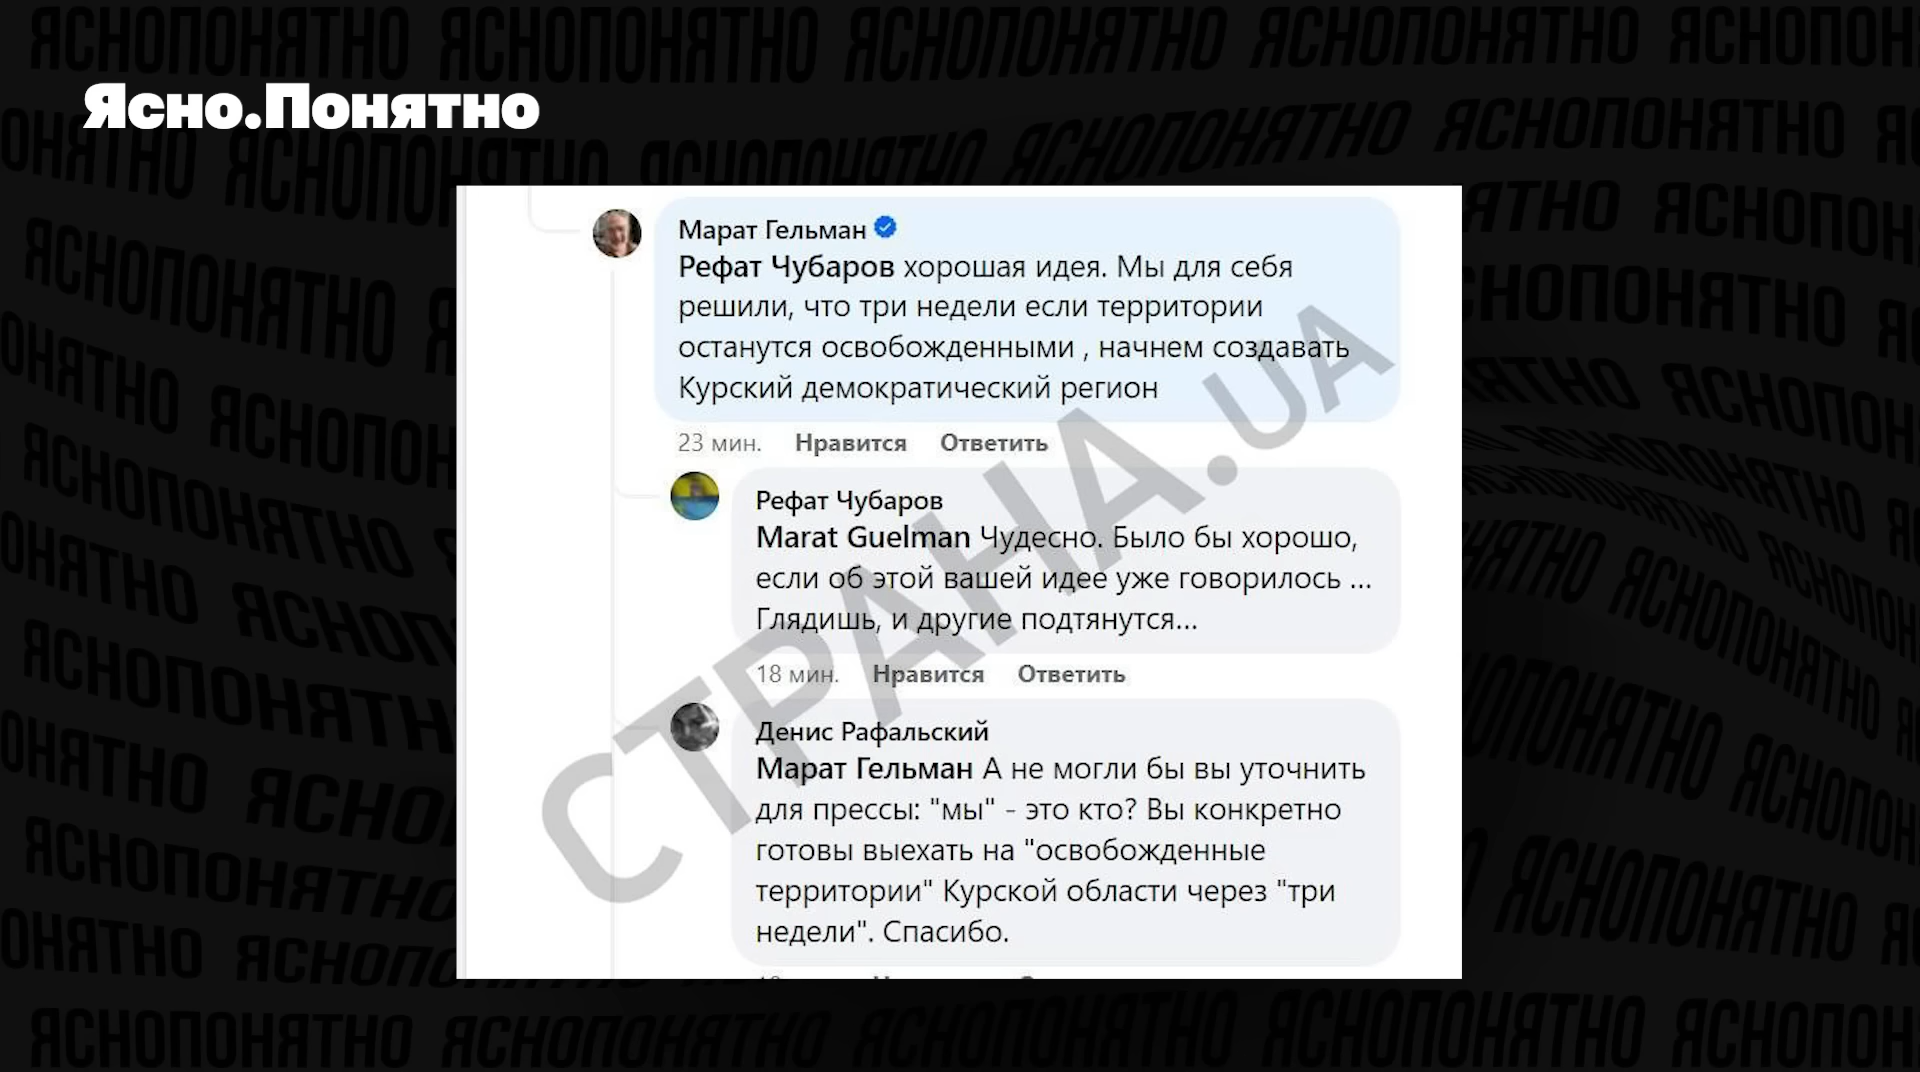 Ясно.Понятно
Марат Гельман
Рефат Чубаров хорошая идея. Мы для себя
решили, что три недели если территории
останутся освобожденными , начнем создавать
Курский демократический регион
23 мин. Нравится Ответить
Рефат Чубаров
Marat Guelman Чудесно. Было бы хорошо,
если об этой вашей идее уже говорилось ...
Глядишь, и другие подтянутся...
18 мин. Нравится Ответить
Денис Рафальский
Марат Гельман А не могли бы вы уточнить
для прессы: "мы" - это кто? Вы конкретно
готовы выехать на "освобожденные
территории" Курской области через "три
недели". Спасибо.
СТРАНА.UA